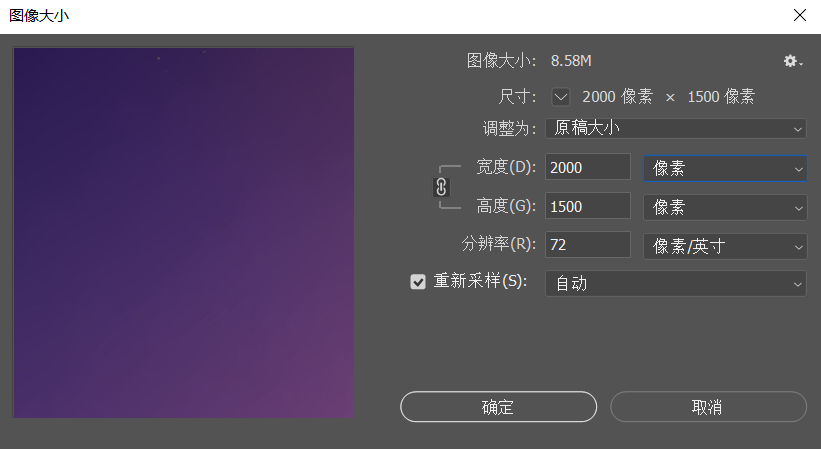 图像大小
图像大小: 8.58M
尺寸: 2000 像素 × 1500 像素
调整为: 原稿大小
宽度(D): 2000 像素
高度(G): 1500 像素
分辨率(R): 72 像素/英寸
重新采样(S): 自动
确定 取消